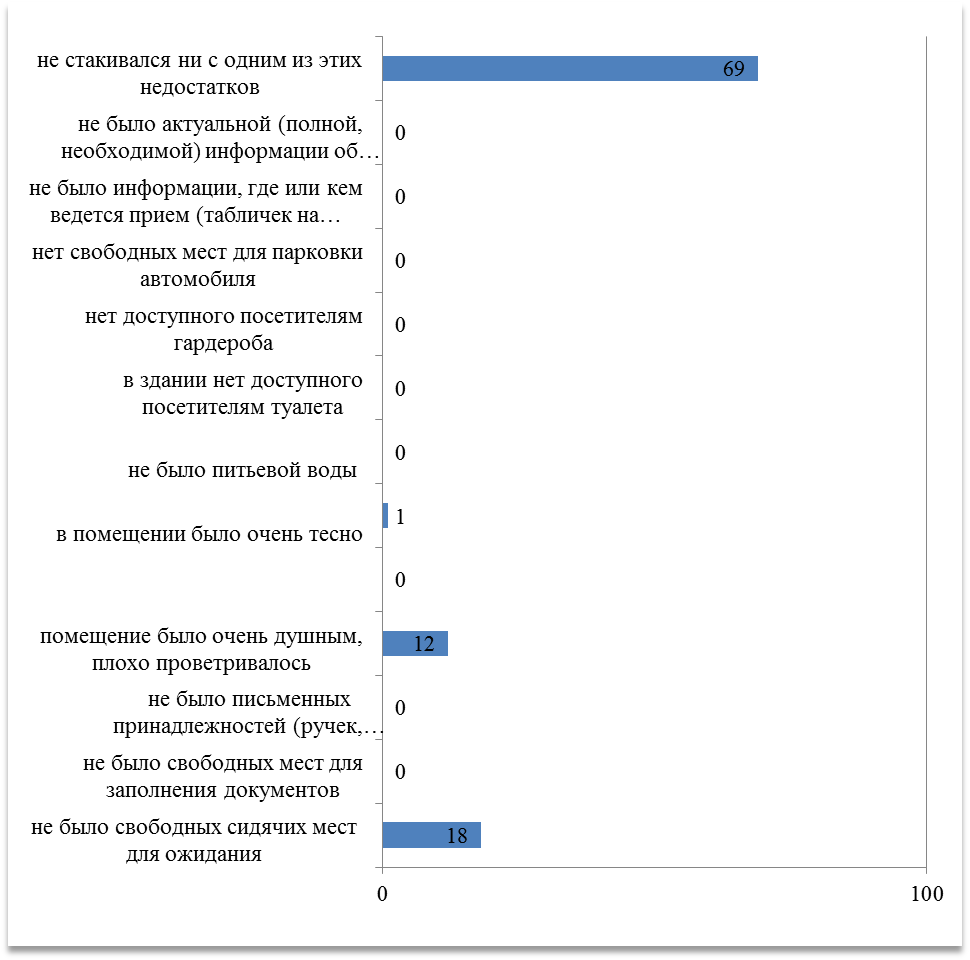 не стакивался ни с одним из этих
недостатков
69
не было актуальной (полной,
необходимой) информации об…
0
не было информации, где или кем
ведется прием (табличек на…
0
нет свободных мест для парковки
автомобиля
0
нет доступного посетителям
гардероба
0
в здании нет доступного
посетителям туалета
0
не было питьевой воды
0
в помещении было очень тесно
1
0
помещение было очень душным,
плохо проветривалось
12
не было письменных
принадлежностей (ручек,…
0
не было свободных мест для
заполнения документов
0
не было свободных сидячих мест
для ожидания
18
0
100